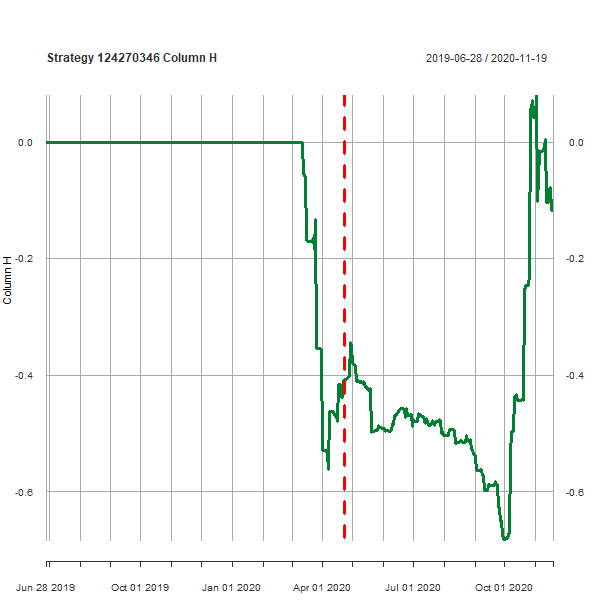 Strategy 124270346 Column H
2019-06-28 / 2020-11-19
0.0
0.0
-0.2
-0.2
Column H
-0.4
-0.4
-0.6
-0.6
Jun 28 2019
Oct 01 2019
Jan 01 2020
Apr 01 2020
Jul 01 2020
Oct 01 2020